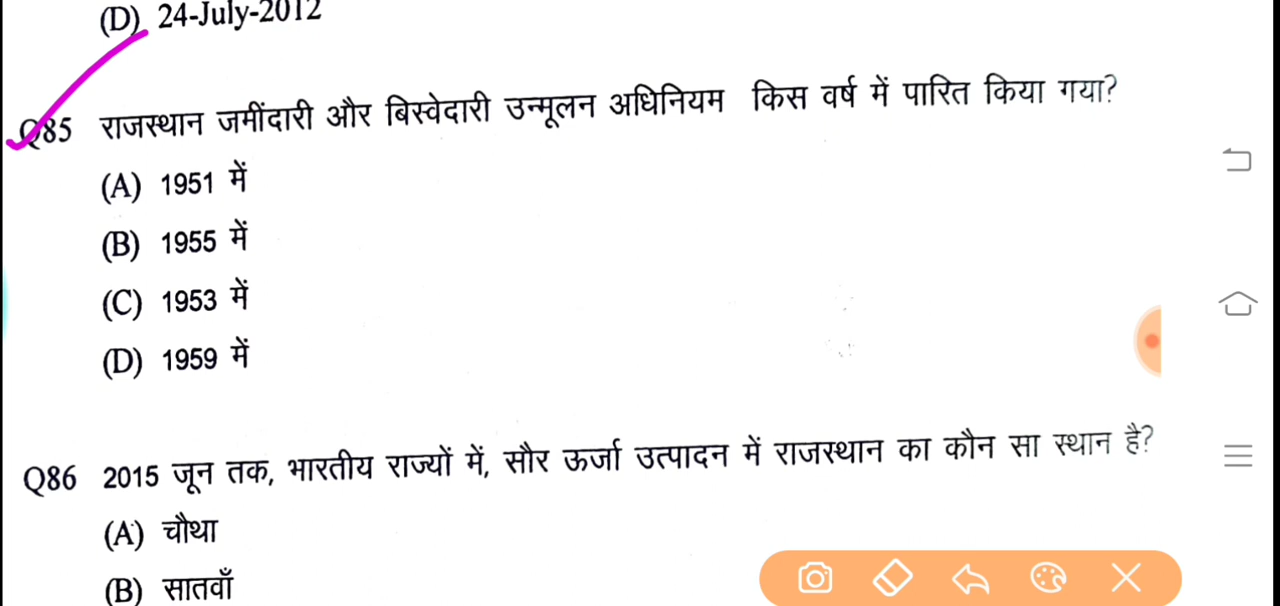 (D) 24-July-2012
Q85 राजस्थान जमींदारी और बिस्वेदारी उन्मूलन अधिनियम किस वर्ष में पारित किया गया?
(A) 1951 में
(B) 1955 में
(C) 1953 में
(D) 1959 में
Q86 2015 जून तक, भारतीय राज्यों में, सौर ऊर्जा उत्पादन में राजस्थान का कौन सा स्थान है?
(A) चौथा
(B) सातवाँ